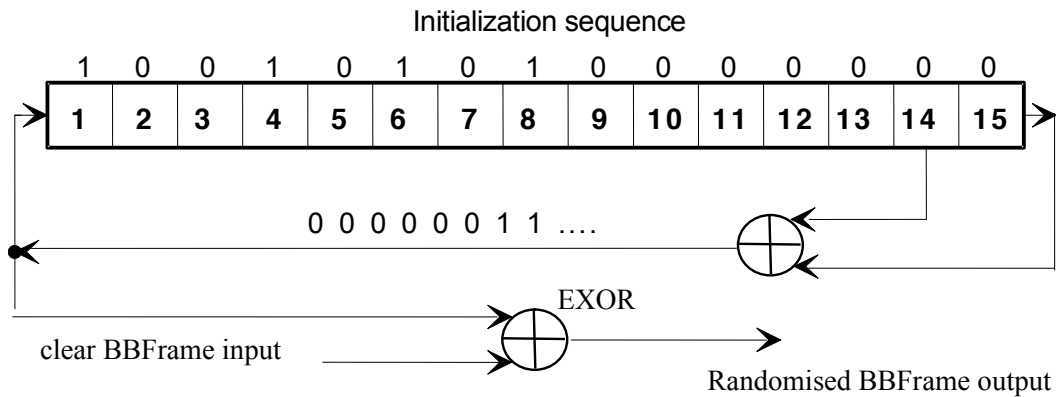 Initialization sequence
1 0 0 1 0 1 0 1 0 0 0 0 0 0 0
1 2 3 4 5 6 7 8 9 10 11 12 13 14 15
0 0 0 0 0 0 1 1 ....
EXOR
clear BBFrame input
Randomised BBFrame output